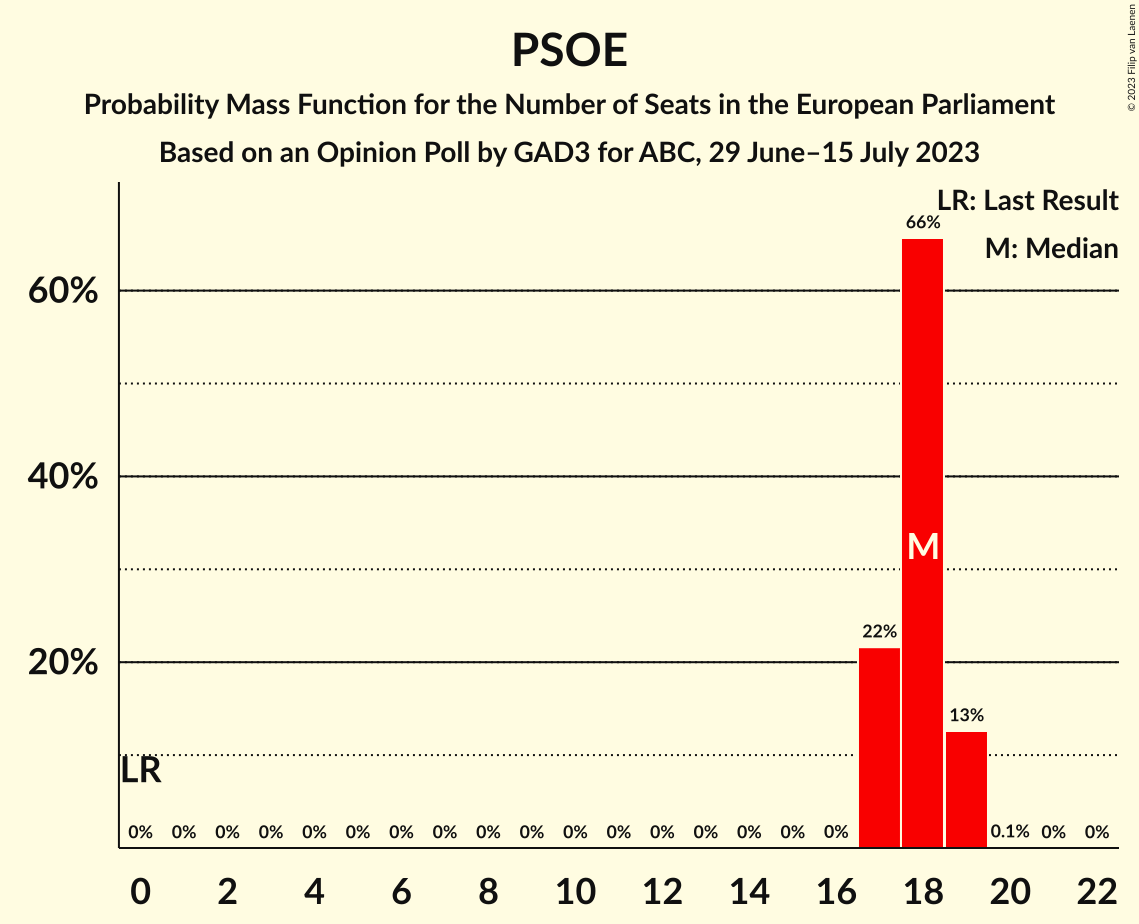 PSOE
Probability Mass Function for the Number of Seats in the European Parliament
Based on an Opinion Poll by GAD3 for ABC, 29 June–15 July 2023
© 2023 Filip van Laenen
LR: Last Result
M: Median
66%
60%
40%
M
22%
20%
13%
LR
0% 0% 0% 0% 0% 0% 0% 0% 0% 0% 0% 0% 0% 0% 0% 0% 0% 0.1% 0% 0%
0 2 4 6 8 10 12 14 16 18 20 22